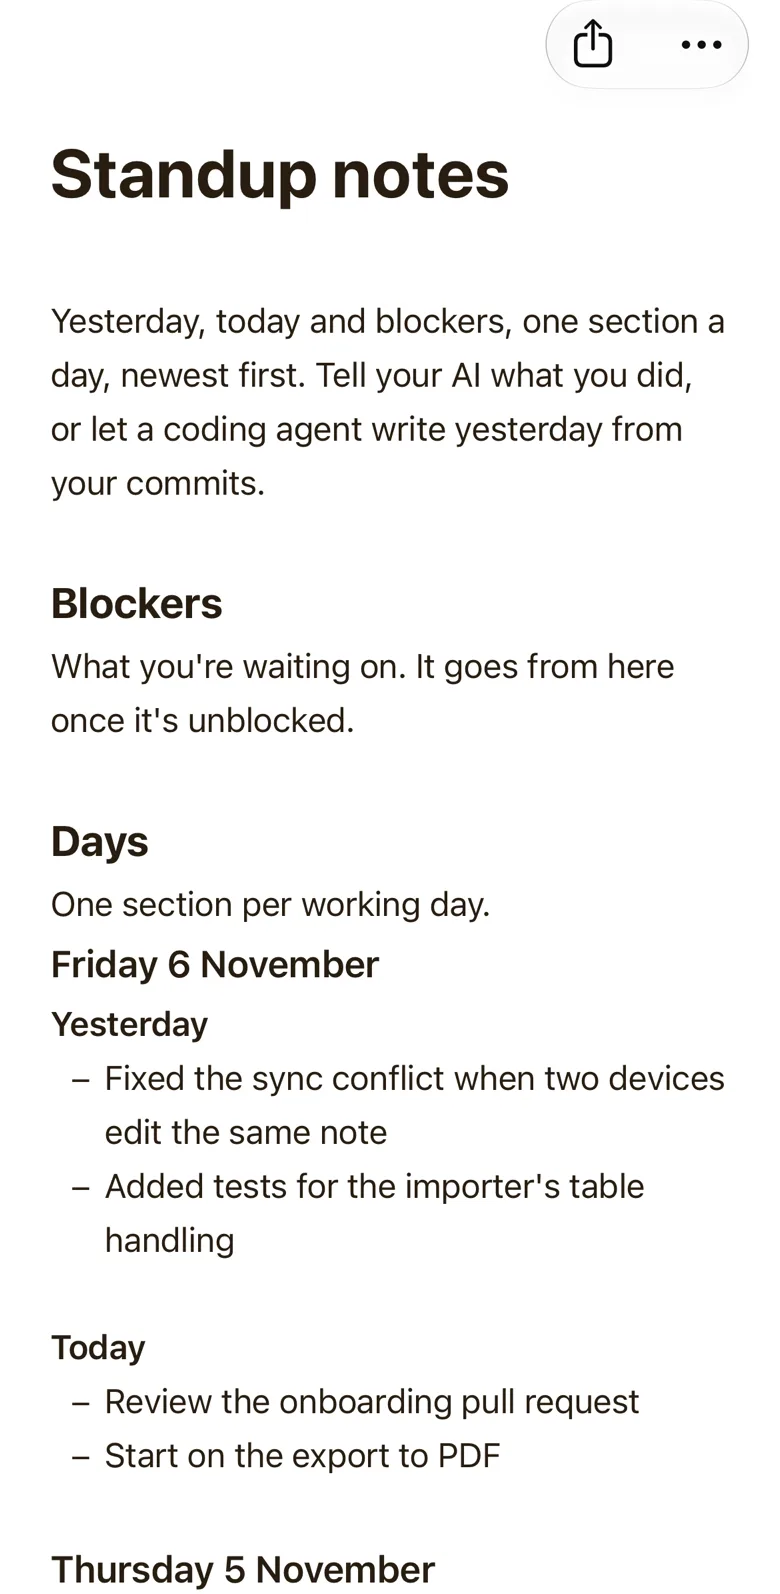 Standup notes
Yesterday, today and blockers, one section a
day, newest first. Tell your AI what you did,
or let a coding agent write yesterday from
your commits.
Blockers
What you're waiting on. It goes from here
once it's unblocked.
Days
One section per working day.
Friday 6 November
Yesterday
– Fixed the sync conflict when two devices
edit the same note
– Added tests for the importer's table
handling
Today
– Review the onboarding pull request
– Start on the export to PDF
Thursday 5 November